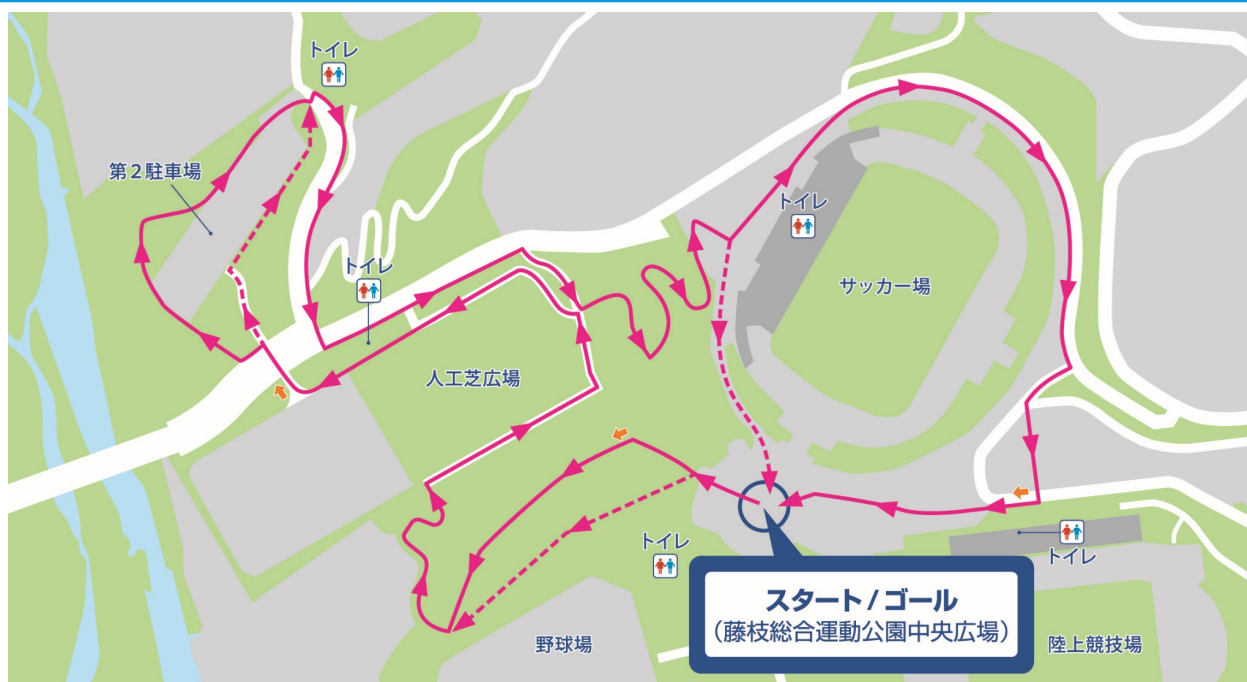 トイレ
第2駐車場
トイレ
トイレ
サッカー場
人工芝広場
トイレ
トイレ
スタート/ゴール
(藤枝総合運動公園中央広場)
野球場
陸上競技場